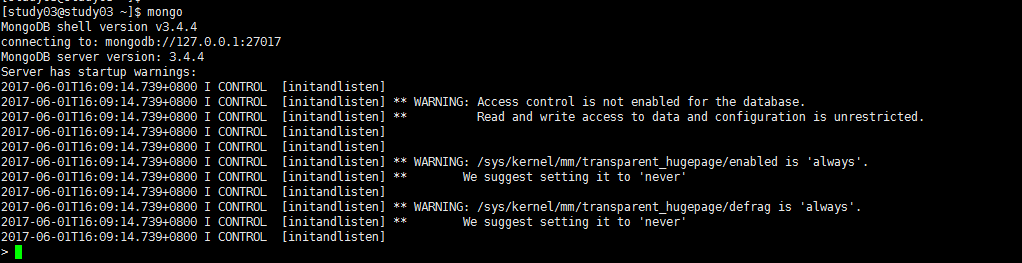 [study03@study03 ~]$ mongo
MongoDB shell version v3.4.4
connecting to: mongodb://127.0.0.1:27017
MongoDB server version: 3.4.4
Server has startup warnings:
2017-06-01T16:09:14.739+0800 I CONTROL  [initandlisten]
2017-06-01T16:09:14.739+0800 I CONTROL  [initandlisten] ** WARNING: Access control is not enabled for the database.
2017-06-01T16:09:14.739+0800 I CONTROL  [initandlisten] **          Read and write access to data and configuration is unrestricted.
2017-06-01T16:09:14.739+0800 I CONTROL  [initandlisten]
2017-06-01T16:09:14.739+0800 I CONTROL  [initandlisten]
2017-06-01T16:09:14.739+0800 I CONTROL  [initandlisten] ** WARNING: /sys/kernel/mm/transparent_hugepage/enabled is 'always'.
2017-06-01T16:09:14.739+0800 I CONTROL  [initandlisten] **        We suggest setting it to 'never'
2017-06-01T16:09:14.739+0800 I CONTROL  [initandlisten]
2017-06-01T16:09:14.739+0800 I CONTROL  [initandlisten] ** WARNING: /sys/kernel/mm/transparent_hugepage/defrag is 'always'.
2017-06-01T16:09:14.739+0800 I CONTROL  [initandlisten] **        We suggest setting it to 'never'
2017-06-01T16:09:14.739+0800 I CONTROL  [initandlisten]
>